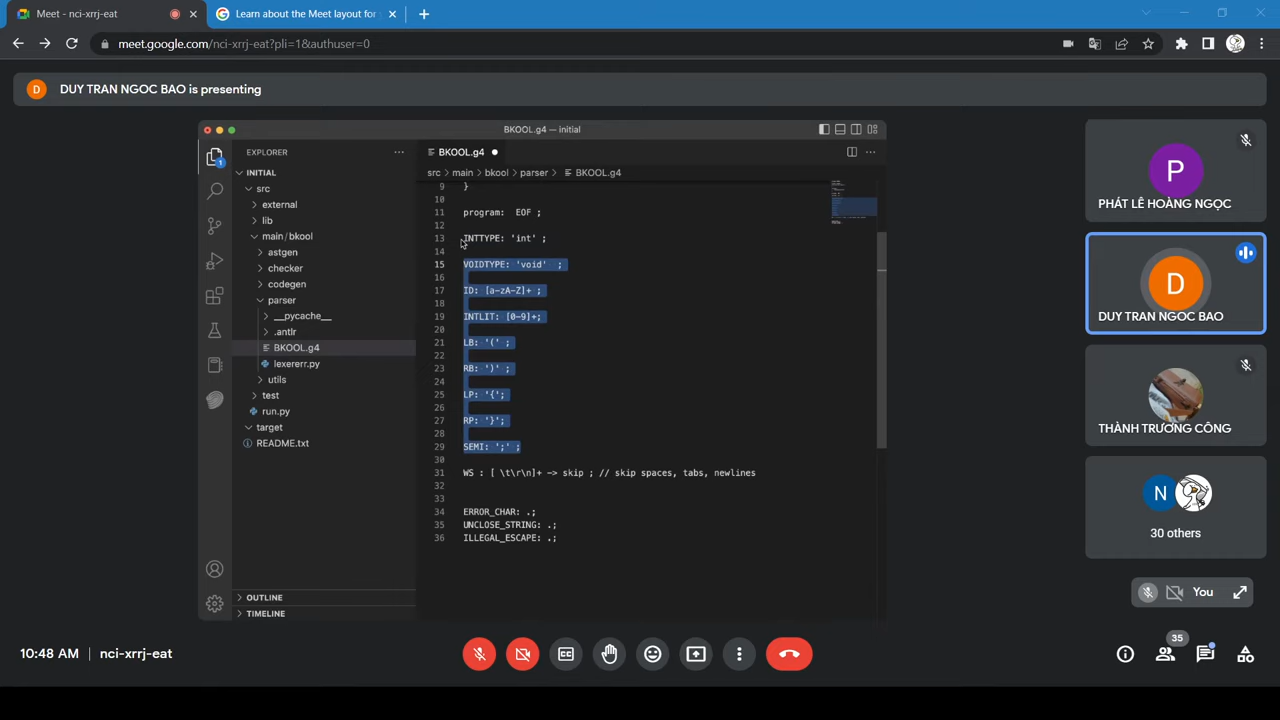 Meet - nci-xrrj-eat
Learn about the Meet layout for
meet.google.com/nci-xrrj-eat?pli=1&authuser=0
D
DUY TRAN NGOC BAO is presenting
BKOOL.g4 — initial
EXPLORER
BKOOL.g4
INITIAL
src > main > bkool > parser > BKOOL.g4
src
external
lib
main/bkool
astgen
checker
codegen
parser
__pycache__
.antlr
BKOOL.g4
lexererr.py
utils
test
run.py
target
README.txt
OUTLINE
TIMELINE
1
9 }
10
11 program: EOF ;
12
13 INTTYPE: 'int' ;
14
15 VOIDTYPE: 'void' ;
16
17 ID: [a-zA-Z]+ ;
18
19 INTLIT: [0-9]+;
20
21 LB: '(' ;
22
23 RB: ')' ;
24
25 LP: '{';
26
27 RP: '}';
28
29 SEMI: ';' ;
30
31 WS : [ \t\r\n]+ -> skip ; // skip spaces, tabs, newlines
32
33
34 ERROR_CHAR: .;
35 UNCLOSE_STRING: .;
36 ILLEGAL_ESCAPE: .;
P
PHÁT LÊ HOÀNG NGỌC
D
DUY TRAN NGOC BAO
THÀNH TRƯƠNG CÔNG
N
30 others
You
10:48 AM | nci-xrrj-eat
35